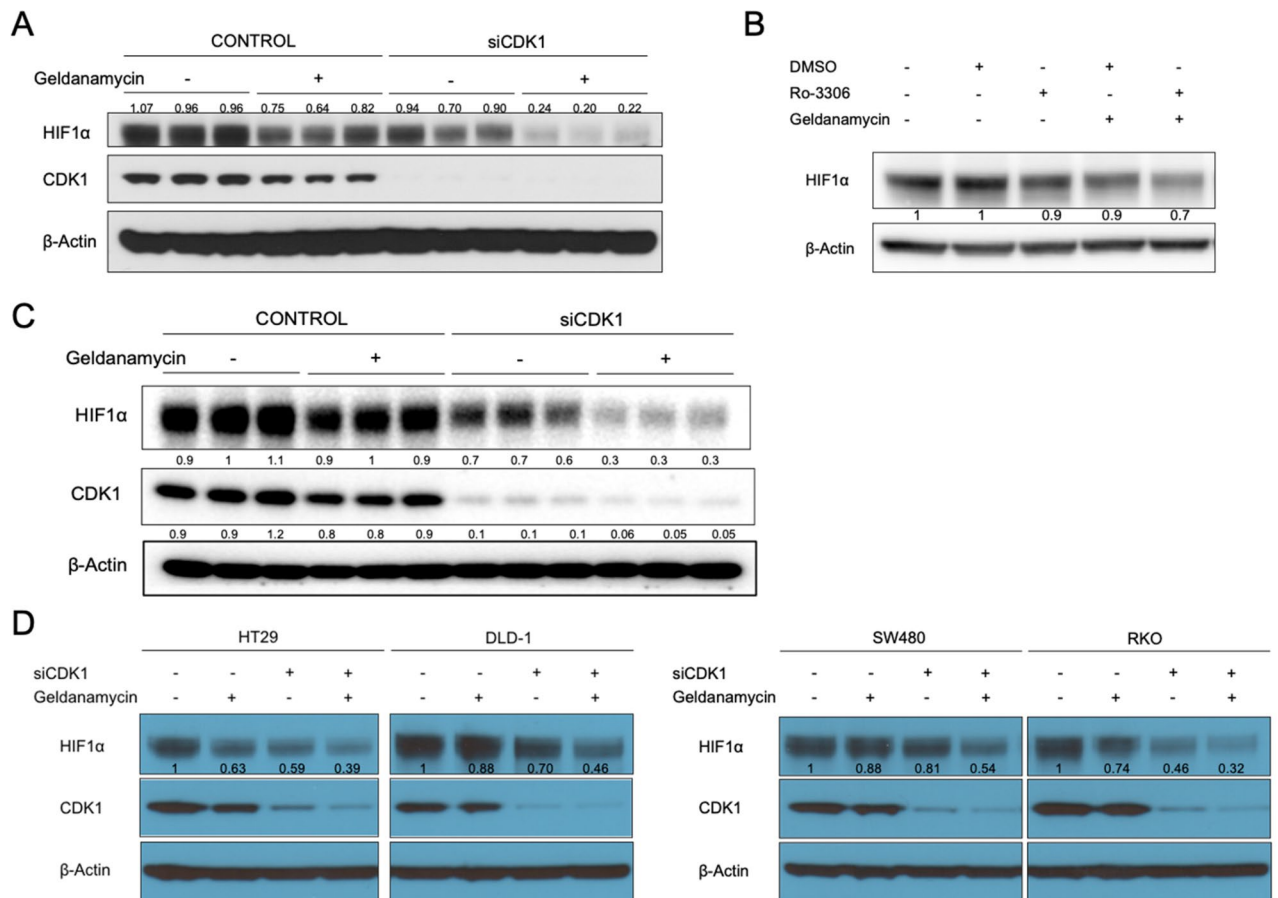 A
CONTROL siCDK1
Geldanamycin - + - +
1.07 0.96 0.96 0.75 0.64 0.82 0.94 0.70 0.90 0.24 0.20 0.22
HIF1α
CDK1
β-Actin
B
DMSO - + - + -
Ro-3306 - - + - +
Geldanamycin - - - + +
HIF1α
1 1 0.9 0.9 0.7
β-Actin
C
CONTROL siCDK1
Geldanamycin - + - +
HIF1α
0.9 1 1.1 0.9 1 0.9 0.7 0.7 0.6 0.3 0.3 0.3
CDK1
0.9 0.9 1.2 0.8 0.8 0.9 0.1 0.1 0.1 0.06 0.05 0.05
β-Actin
D
HT29 DLD-1
siCDK1 - - + + - - + +
Geldanamycin - + - + - + - +
HIF1α
1 0.63 0.59 0.39 1 0.88 0.70 0.46
CDK1
β-Actin
SW480 RKO
siCDK1 - - + + - - + +
Geldanamycin - + - + - + - +
HIF1α
1 0.88 0.81 0.54 1 0.74 0.46 0.32
CDK1
β-Actin